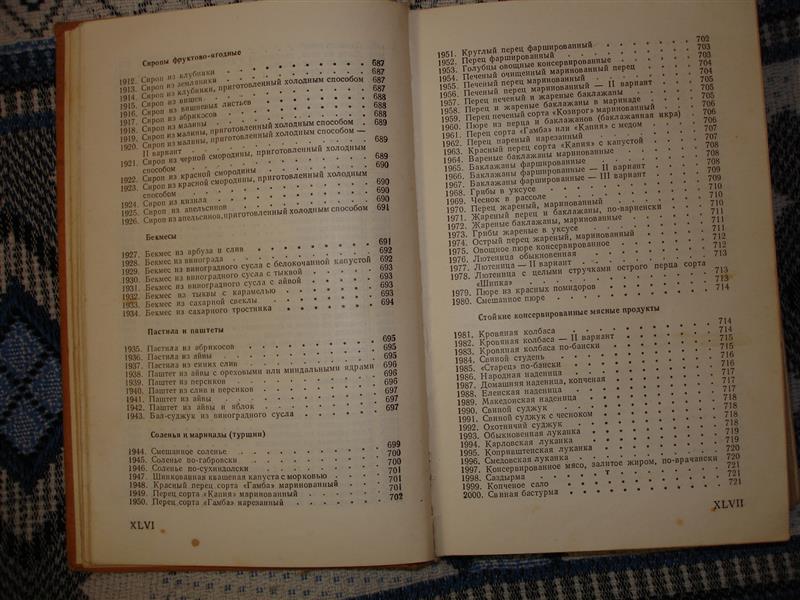 Сиропы фруктово-ягодные
1912. Сироп из клубники 687
1913. Сироп из земляники 687
1914. Сироп из клубники, приготовленный холодным способом 687
1915. Сироп из вишен 687
1916. Сироп из вишневых листьев 688
1917. Сироп из абрикосов 688
1918. Сироп из малины 688
1919. Сироп из малины, приготовленный холодным способом 689
1920. Сироп из малины, приготовленный холодным способом —
II вариант 689
1921. Сироп из черной смородины, приготовленный холодным
способом 689
1922. Сироп из красной смородины 690
1923. Сироп из красной смородины, приготовленный холодным
способом 690
1924. Сироп из кизила 690
1925. Сироп из апельсинов 690
1926. Сироп из апельсинов, приготовленный холодным способом 691
Бекмесы
1927. Бекмес из арбуза и слив 691
1928. Бекмес из винограда 692
1929. Бекмес из виноградного сусла с белокочанной капустой 692
1930. Бекмес из виноградного сусла с тыквой 693
1931. Бекмес из виноградного сусла с айвой 693
1932. Бекмес из тыквы с карамелью 693
1933. Бекмес из сахарной свеклы 693
1934. Бекмес из сахарного тростника 694
Пастила и паштеты
1935. Пастила из абрикосов 695
1936. Пастила из айвы 695
1937. Пастила из синих слив 695
1938. Паштет из айвы с ореховыми или миндальными ядрами 696
1939. Паштет из персиков 696
1940. Паштет из слив и персиков 697
1941. Паштет из айвы 697
1942. Паштет из айвы и яблок 697
1943. Бал-суджук из виноградного сусла
Соленья и маринады (туршии)
1944. Смешанное соленье 699
1945. Соленье по-габровски 700
1946. Соленье по-сухиндолски 700
1947. Шинкованная квашеная капуста с морковью 701
1948. Красный перец сорта «Гамба» маринованный 701
1949. Перец сорта «Капия» маринованный 701
1950. Перец сорта «Гамба» нарезанный 702
XLVI
1951. Круглый перец фаршированный 702
1952. Перец фаршированный 703
1953. Голубцы овощные консервированные 703
1954. Печеный очищенный маринованный перец 704
1955. Печеный перец маринованный 704
1956. Печеный перец маринованный — II вариант 705
1957. Перец печеный и жареные баклажаны 705
1958. Перец и жареные баклажаны в маринаде 705
1959. Перец печеный сорта «Коцирог» маринованный 706
1960. Пюре из перца и баклажанов (баклажанная икра) 706
1961. Перец сорта «Гамба» или «Капия» с медом 706
1962. Перец пареный нарезанный 707
1963. Красный перец сорта «Капия» с капустой 707
1964. Вареные баклажаны маринованные 708
1965. Баклажаны фаршированные 708
1966. Баклажаны фаршированные — II вариант 708
1967. Баклажаны фаршированные — III вариант 709
1968. Грибы в уксусе 709
1969. Чеснок в рассоле 710
1970. Перец жареный, маринованный 710
1971. Жареный перец и баклажаны, по-варненски 710
1972. Жареные баклажаны, маринованные 711
1973. Грибы жареные в уксусе 711
1974. Острый перец жареный, маринованный 711
1975. Овощное пюре консервированное 712
1976. Лютеница обыкновенная 712
1977. Лютеница — II вариант 713
1978. Лютеница с целыми стручками острого перца сорта
«Шипка» 713
1979. Пюре из красных помидоров 713
1980. Смешанное пюре 714
Стойкие консервированные мясные продукты
1981. Кровяная колбаса 714
1982. Кровяная колбаса — II вариант 714
1983. Кровяная колбаса по-бански 715
1984. Свиной студень 715
1985. «Старец» по-бански 716
1986. Народная наденица 716
1987. Домашняя наденица, копченая 717
1988. Еленская наденица 717
1989. Македонская наденица 717
1990. Свиной суджук 718
1991. Свиной суджук с чесноком 718
1992. Охотничий суджук 718
1993. Обыкновенная луканка 719
1994. Карловская луканка 719
1995. Копривштенская луканка 719
1996. Смедовская луканка 720
1997. Консервированное мясо, залитое жиром, по-врачански 720
1998. Саздырма 721
1999. Копченое сало 721
2000. Свиная бастурма 721
XLVII